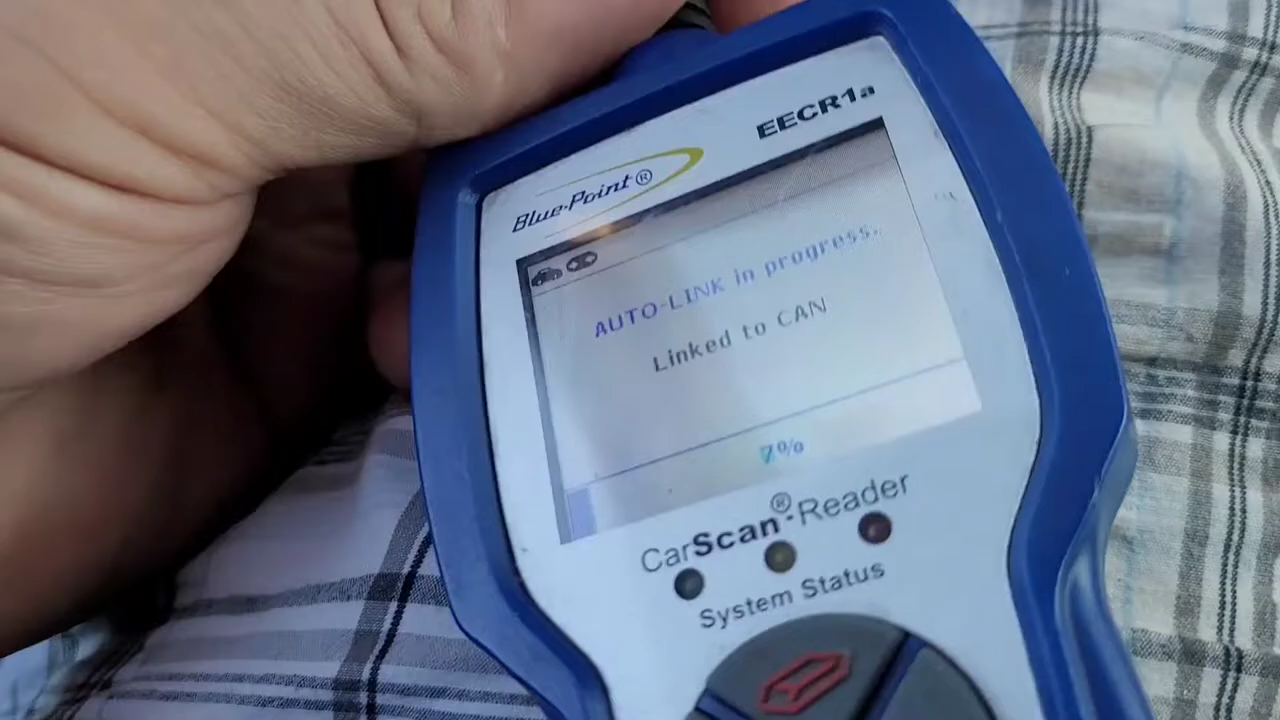 EECR1a
Blue-Point®
AUTO-LINK in progress.
Linked to CAN
7%
CarScan®·Reader
System Status